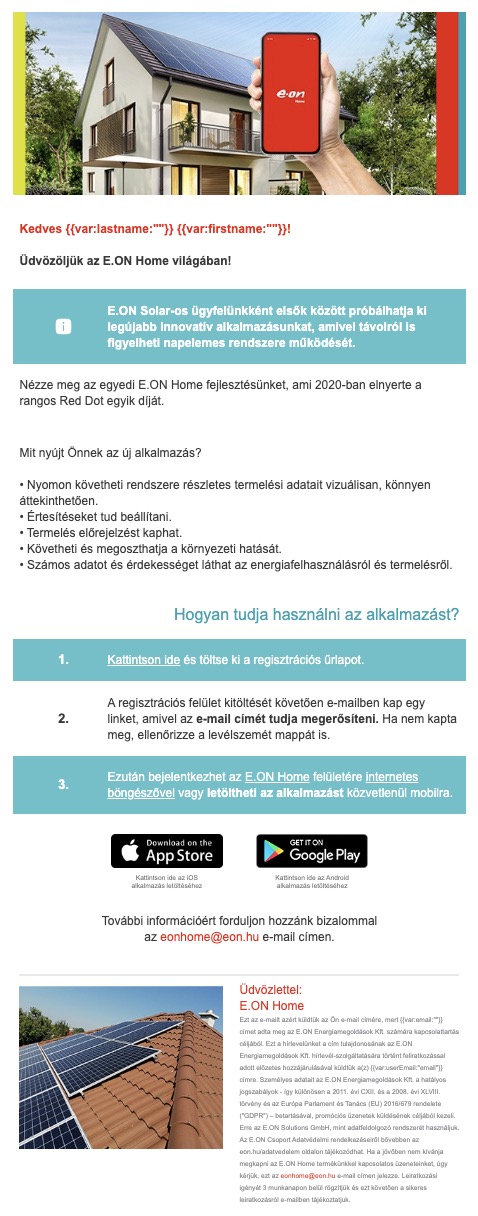 e·on
Home
Kedves {{var:lastname:""}} {{var:firstname:""}}!
Üdvözöljük az E.ON Home világában!
E.ON Solar-os ügyfelünkként elsők között próbálhatja ki
legújabb innovatív alkalmazásunkat, amivel távolról is
figyelheti napelemes rendszere működését.
Nézze meg az egyedi E.ON Home fejlesztésünket, ami 2020-ban elnyerte a
rangos Red Dot egyik díját.
Mit nyújt Önnek az új alkalmazás?
• Nyomon követheti rendszere részletes termelési adatait vizuálisan, könnyen
áttekinthetően.
• Értesítéseket tud beállítani.
• Termelés előrejelzést kaphat.
• Követheti és megoszthatja a környezeti hatását.
• Számos adatot és érdekességet láthat az energiafelhasználásról és termelésről.
Hogyan tudja használni az alkalmazást?
1. Kattintson ide és töltse ki a regisztrációs űrlapot.
A regisztrációs felület kitöltését követően e-mailben kap egy
2. linket, amivel az e-mail címét tudja megerősíteni. Ha nem kapta
meg, ellenőrizze a levélszemét mappát is.
3. Ezután bejelentkezhet az E.ON Home felületére internetes
böngészővel vagy letöltheti az alkalmazást közvetlenül mobilra.
Download on the
App Store
GET IT ON
Google Play
Kattintson ide az iOS
alkalmazás letöltéséhez
Kattintson ide az Android
alkalmazás letöltéséhez
További információért forduljon hozzánk bizalommal
az eonhome@eon.hu e-mail címen.
Üdvözlettel:
E.ON Home
Ezt az e-mailt azért küldtük az Ön e-mail címére, mert {{var:email:""}}
címet adta meg az E.ON Energiamegoldások Kft. számára kapcsolattartás
céljából. Ezt a hírlevelünket a cím tulajdonosának az E.ON
Energiamegoldások Kft. hírlevél-szolgáltatására történt feliratkozással
adott előzetes hozzájárulásával küldtük a(z) {{var:userEmail:"email"}}
címre. Személyes adatait az E.ON Energiamegoldások Kft. a hatályos
jogszabályok - így különösen a 2011. évi CXII. és a 2008. évi XLVIII.
törvény és az Európa Parlament és Tanács (EU) 2016/679 rendelete
("GDPR") – betartásával, promóciós üzenetek küldésének céljából kezeli.
Erre az E.ON Solutions GmbH, mint adatfeldolgozó rendszerét használjuk.
Az E.ON Csoport Adatvédelmi rendelkezéseiről bővebben az
eon.hu/adatvedelem oldalon tájékozódhat. Ha a jövőben nem kívánja
megkapni az E.ON Home termékünkkel kapcsolatos üzeneteinket, úgy
kérjük, ezt az eonhome@eon.hu e-mail címen jelezze. Leiratkozási
igényét 3 munkanapon belül rögzítjük és ezt követően a sikeres
leiratkozásról e-mailben tájékoztatjuk.